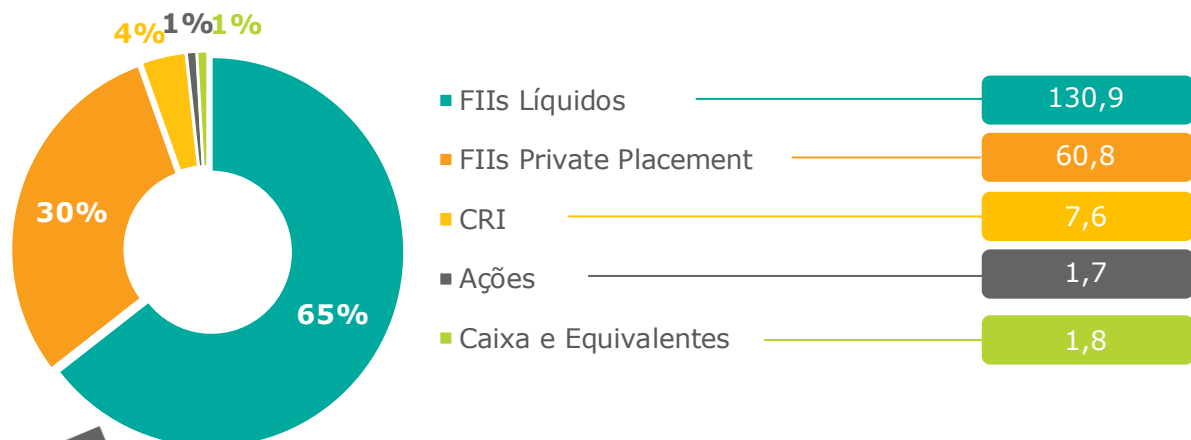 4% 1% 1%
30%
65%
FIIs Líquidos 130,9
FIIs Private Placement 60,8
CRI 7,6
Ações 1,7
Caixa e Equivalentes 1,8